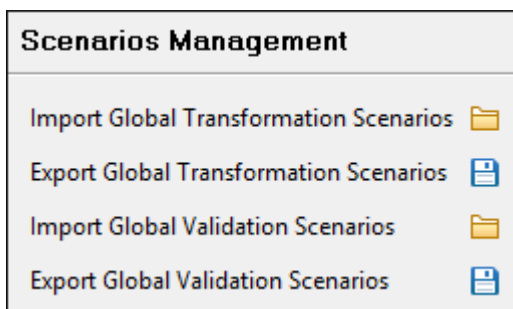 Scenarios Management
Import Global Transformation Scenarios
Export Global Transformation Scenarios
Import Global Validation Scenarios
Export Global Validation Scenarios